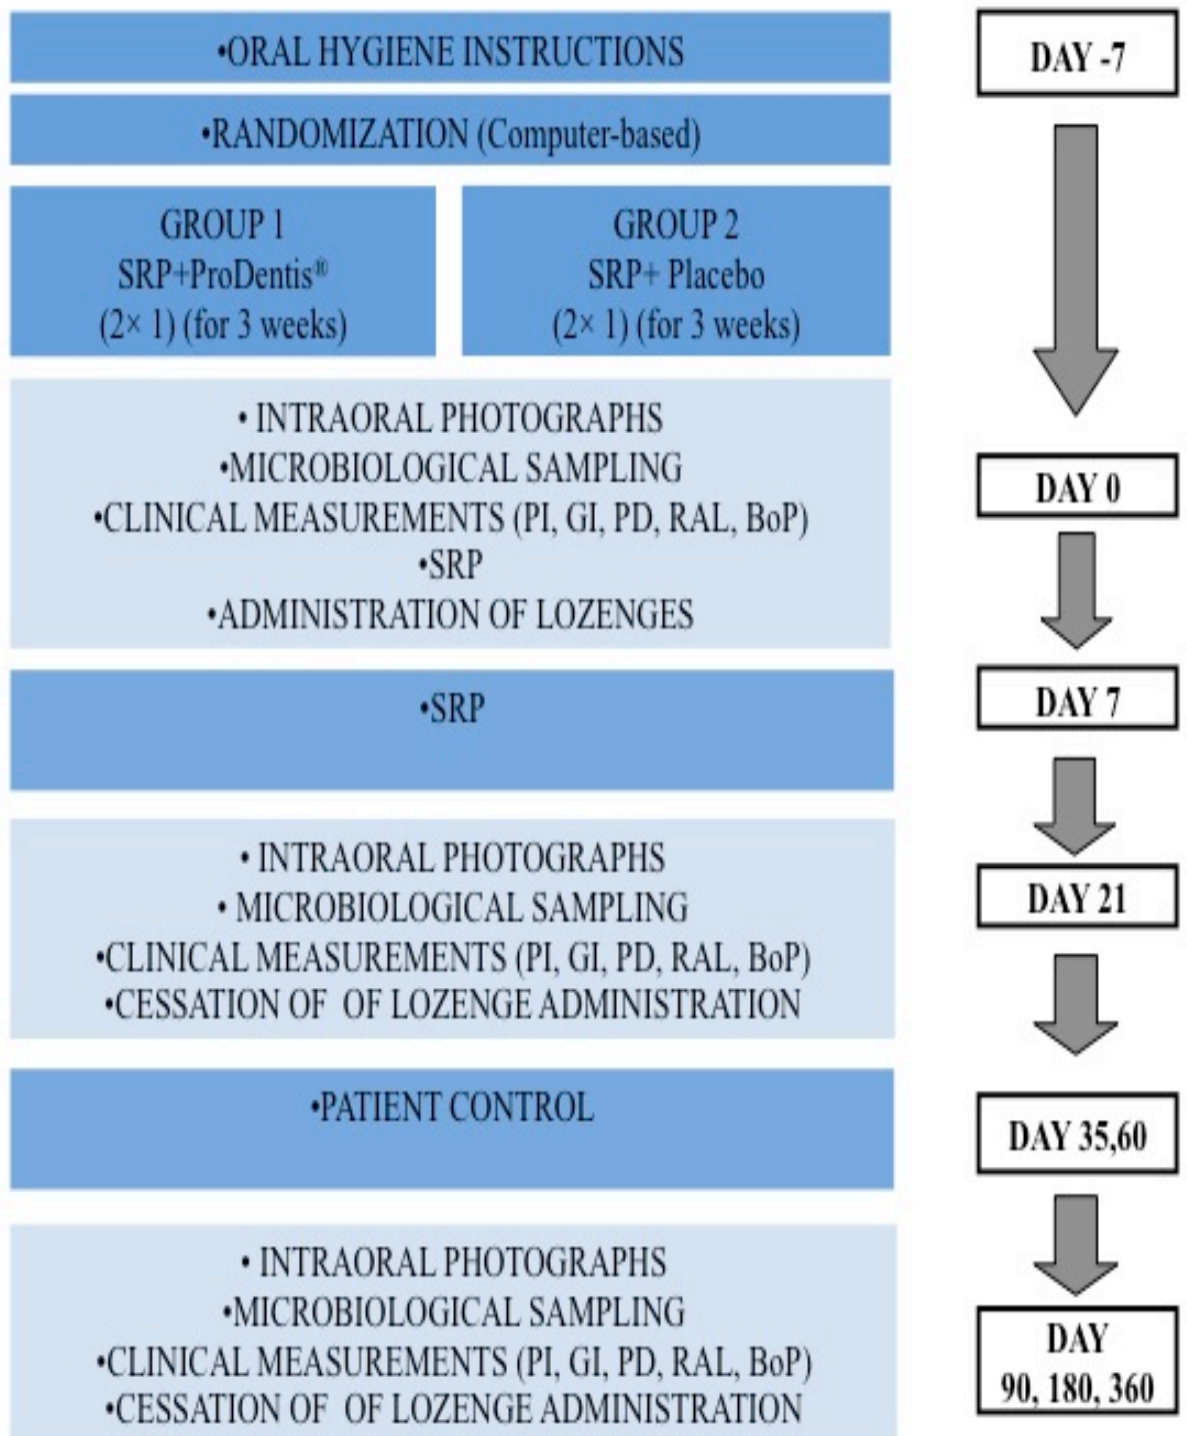 •ORAL HYGIENE INSTRUCTIONS
DAY -7
•RANDOMIZATION (Computer-based)
GROUP 1
SRP+ProDentis®
(2× 1) (for 3 weeks)
GROUP 2
SRP+ Placebo
(2× 1) (for 3 weeks)
• INTRAORAL PHOTOGRAPHS
•MICROBIOLOGICAL SAMPLING
•CLINICAL MEASUREMENTS (PI, GI, PD, RAL, BoP)
•SRP
•ADMINISTRATION OF LOZENGES
DAY 0
•SRP
DAY 7
• INTRAORAL PHOTOGRAPHS
• MICROBIOLOGICAL SAMPLING
•CLINICAL MEASUREMENTS (PI, GI, PD, RAL, BoP)
•CESSATION OF OF LOZENGE ADMINISTRATION
DAY 21
•PATIENT CONTROL
DAY 35,60
• INTRAORAL PHOTOGRAPHS
•MICROBIOLOGICAL SAMPLING
•CLINICAL MEASUREMENTS (PI, GI, PD, RAL, BoP)
•CESSATION OF OF LOZENGE ADMINISTRATION
DAY
90, 180, 360